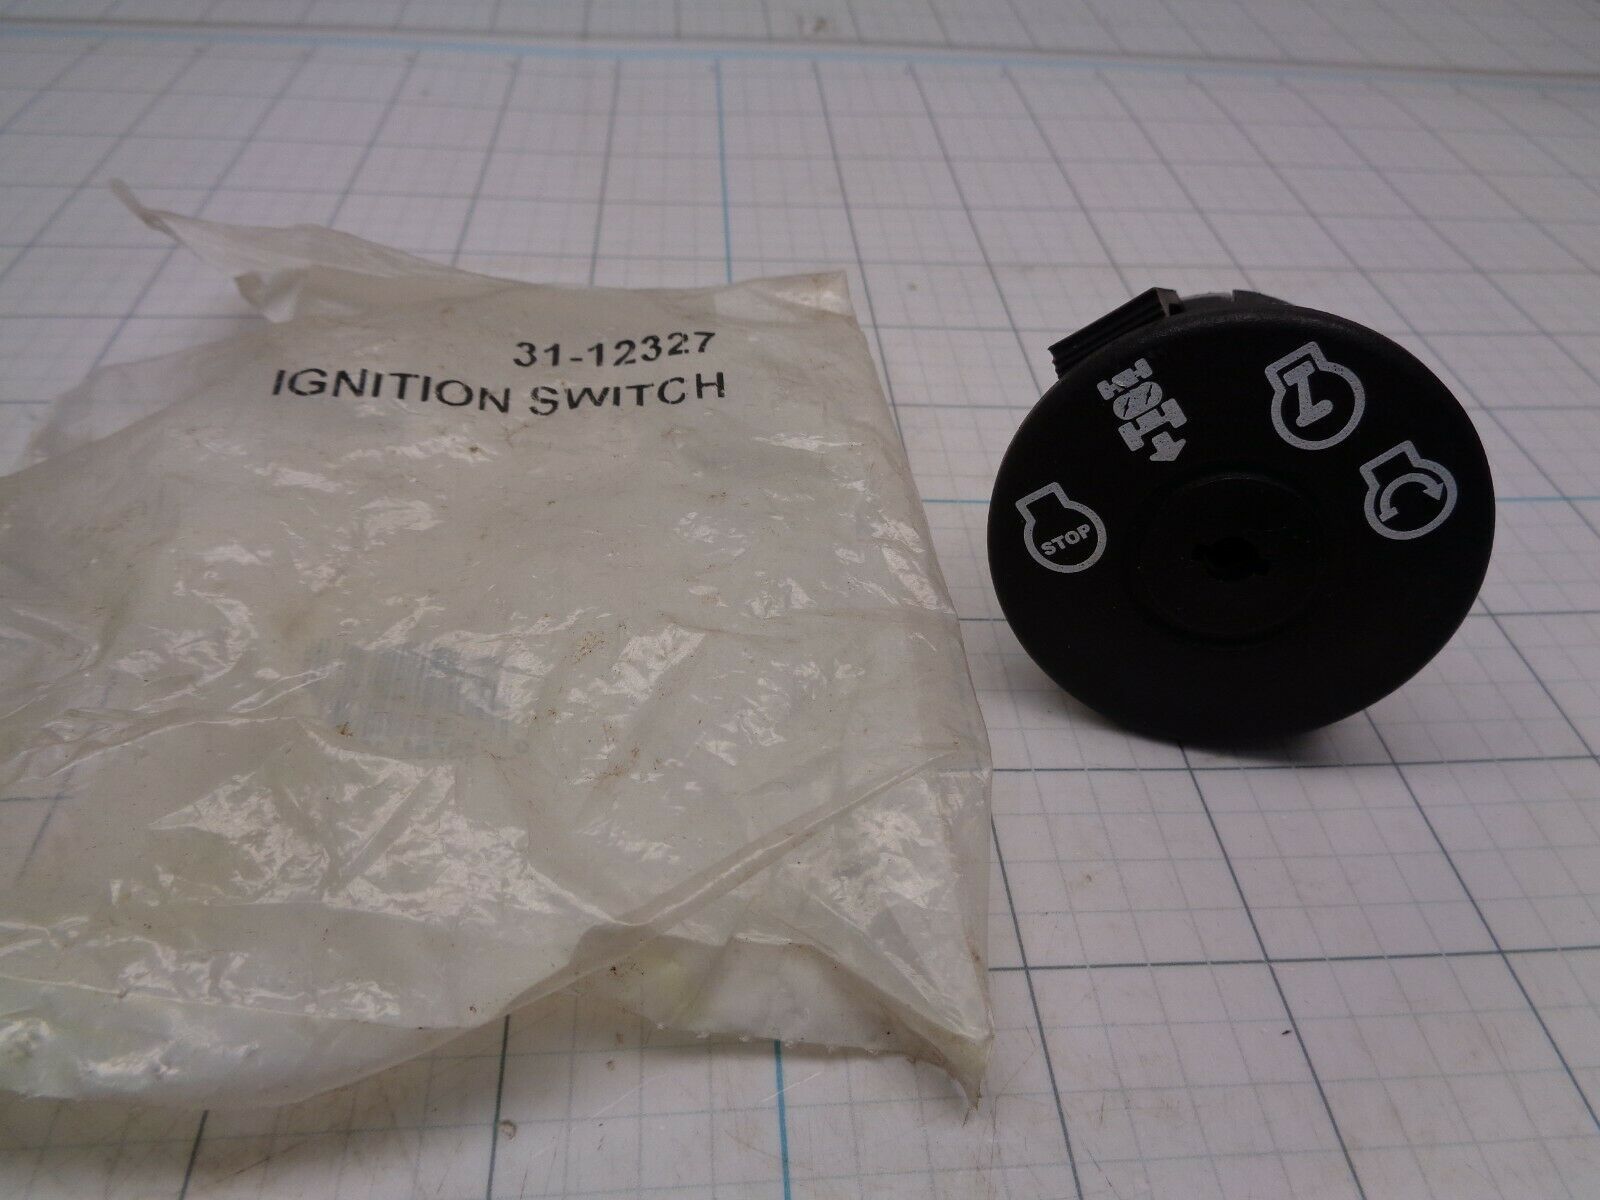 31-12327
IGNITION SWITCH
STOP